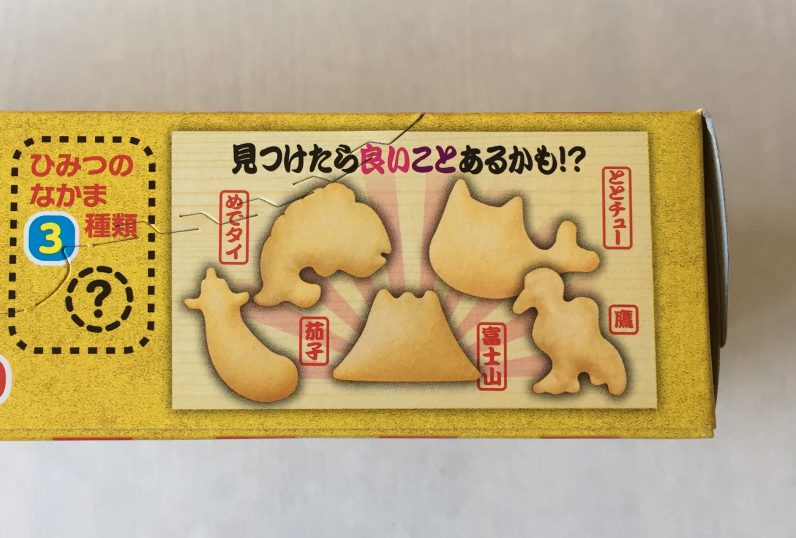 ひみつの
なかま
3種類
?
見つけたら良いことあるかも!?
めでタイ
ととチュー
茄子
富士山
鷹